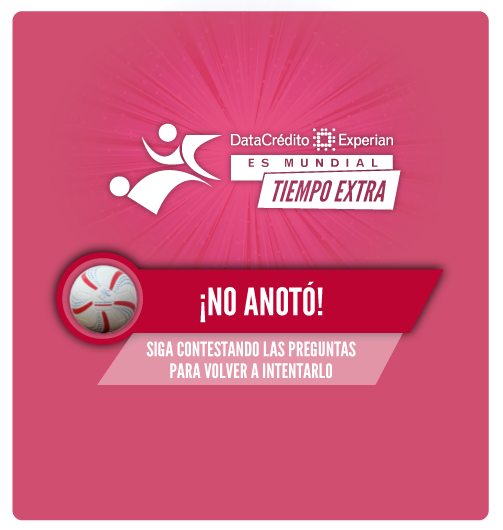 DataCrédito Experian
ES MUNDIAL
TIEMPO EXTRA
¡NO ANOTÓ!
SIGA CONTESTANDO LAS PREGUNTAS
PARA VOLVER A INTENTARLO